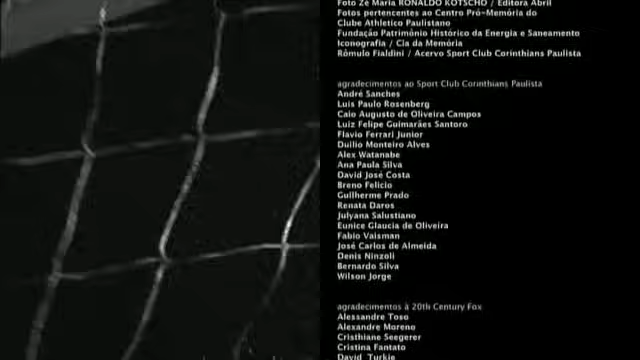 Foto Zé Maria RONALDO KOTSCHO / Editora Abril
Fotos pertencentes ao Centro Pró-Memória do
Clube Athletico Paulistano
Fundação Patrimônio Histórico da Energia e Saneamento
Iconografia / Cia da Memória
Rômulo Fialdini / Acervo Sport Club Corinthians Paulista
agradecimentos ao Sport Club Corinthians Paulista
André Sanches
Luis Paulo Rosenberg
Caio Augusto de Oliveira Campos
Luiz Felipe Guimarães Santoro
Flavio Ferrari Junior
Duilio Monteiro Alves
Alex Watanabe
Ana Paula Silva
David José Costa
Breno Felicio
Guilherme Prado
Renata Daros
Julyana Salustiano
Eunice Glaucia de Oliveira
Fabio Vaisman
José Carlos de Almeida
Denis Ninzoli
Bernardo Silva
Wilson Jorge
agradecimentos à 20th Century Fox
Alessandre Toso
Alexandre Moreno
Cristhiane Seegerer
Cristina Fantato
David Turkie